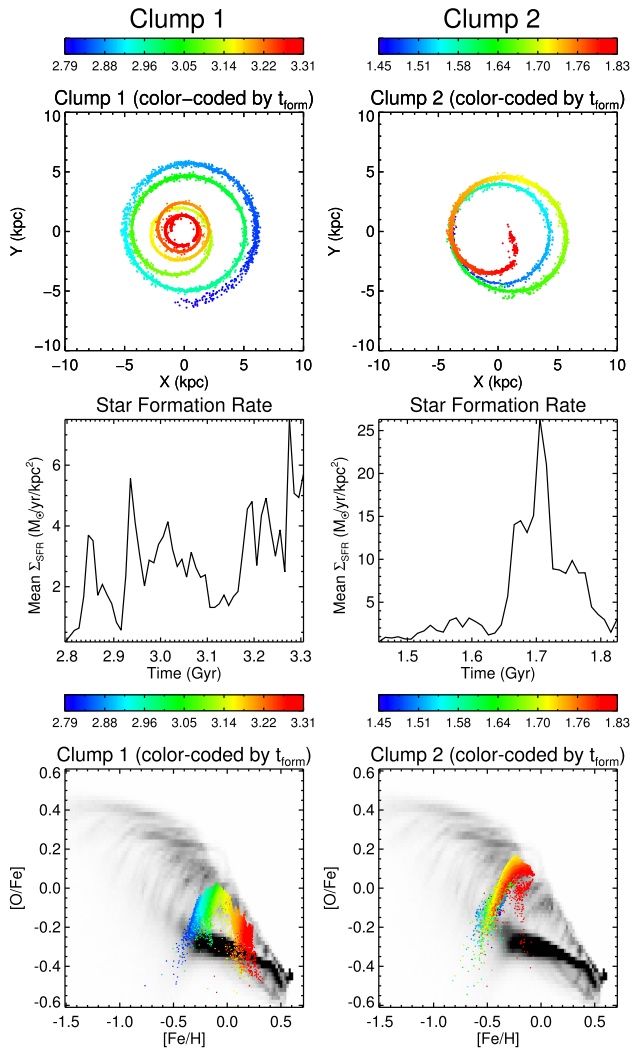 Clump 1 Clump 2
2.79 2.88 2.96 3.05 3.14 3.22 3.31 1.45 1.51 1.58 1.64 1.70 1.76 1.83
Clump 1 (color−coded by tform) Clump 2 (color-coded by tform)
10 10
5 5
0 0
−5 -5
−10 -10
Y (kpc) Y (kpc)
−10 −5 0 5 10 -10 -5 0 5 10
X (kpc) X (kpc)
Star Formation Rate Star Formation Rate
6 25
4 20
2 15
10
5
Mean ΣSFR (M⊙/yr/kpc2) Mean ΣSFR (M⊙/yr/kpc2)
2.8 2.9 3.0 3.1 3.2 3.3 1.5 1.6 1.7 1.8
Time (Gyr) Time (Gyr)
2.79 2.88 2.96 3.05 3.14 3.22 3.31 1.45 1.51 1.58 1.64 1.70 1.76 1.83
Clump 1 (color-coded by tform) Clump 2 (color-coded by tform)
0.6 0.6
0.4 0.4
0.2 0.2
0.0 0.0
-0.2 -0.2
-0.4 -0.4
-0.6 -0.6
[O/Fe] [O/Fe]
-1.5 -1.0 -0.5 0.0 0.5 -1.5 -1.0 -0.5 0.0 0.5
[Fe/H] [Fe/H]